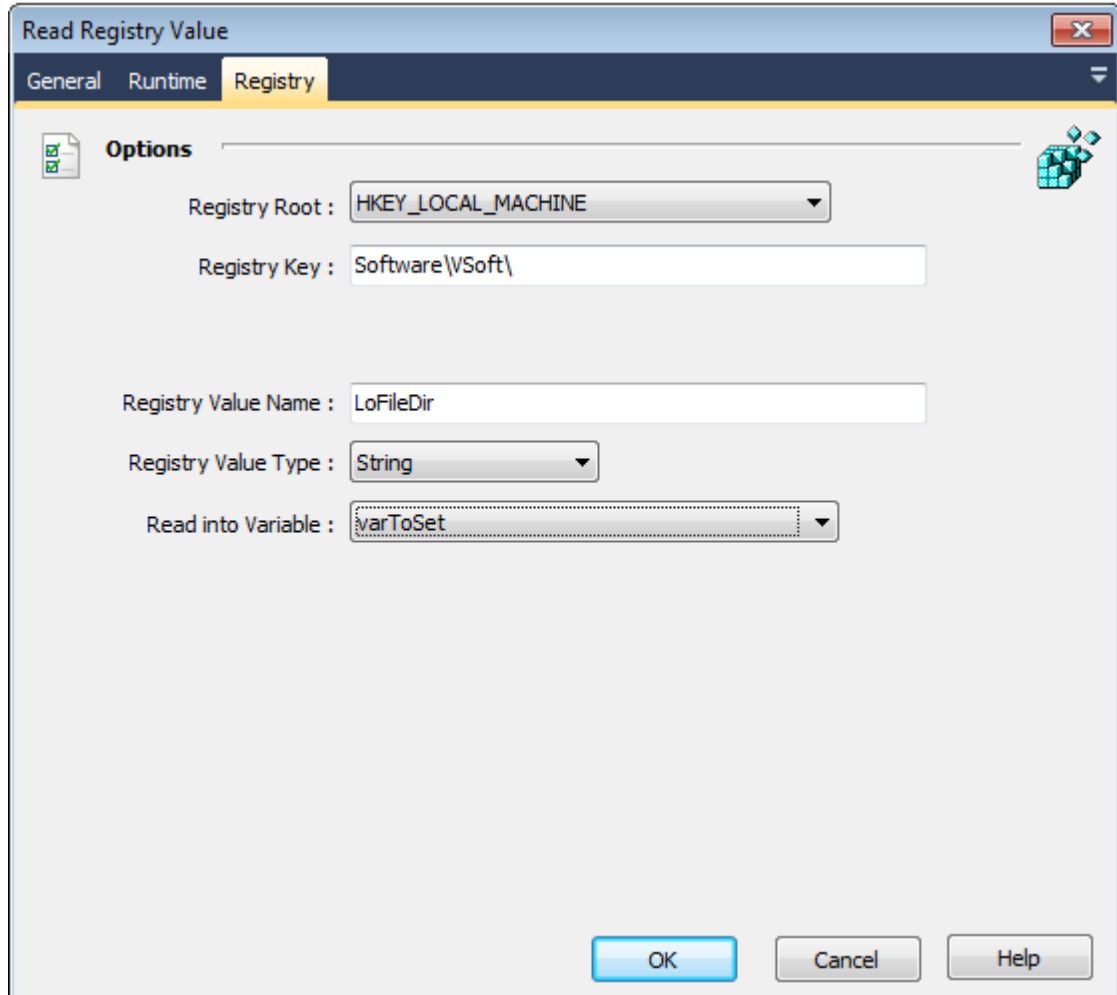 Read Registry Value
General Runtime Registry
Options
Registry Root : HKEY_LOCAL_MACHINE
Registry Key : Software\VSoft\
Registry Value Name : LoFileDir
Registry Value Type : String
Read into Variable : varToSet
OK Cancel Help